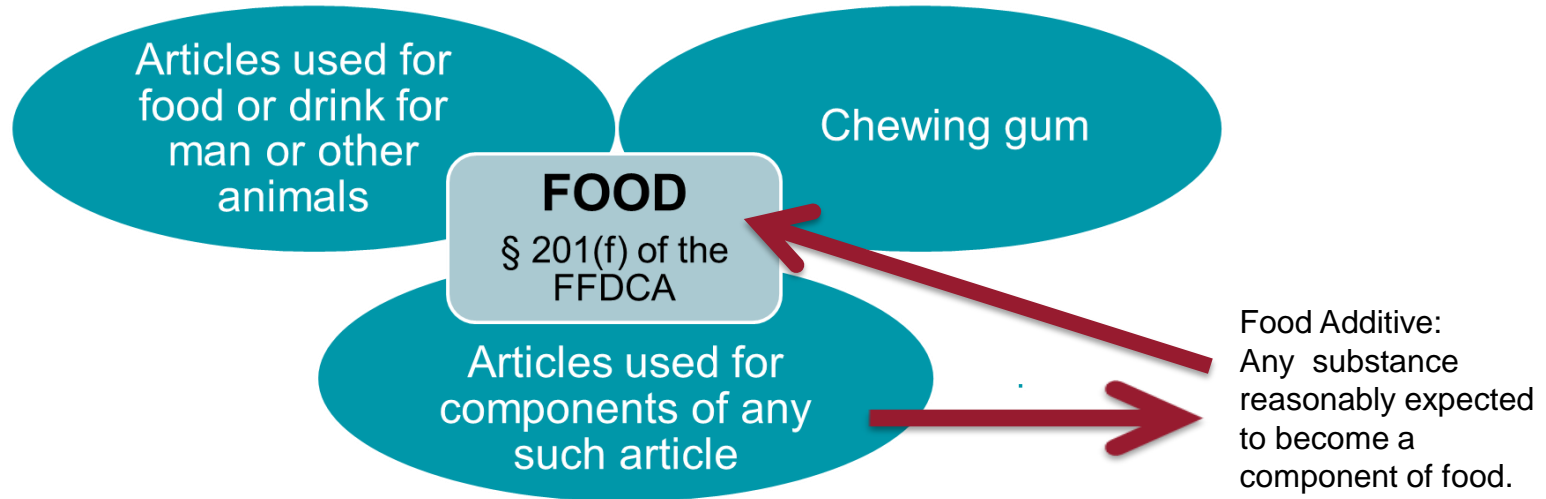 Articles used for
food or drink for
man or other
animals
Chewing gum
FOOD
§ 201(f) of the
FFDCA
Articles used for
components of any
such article
.
Food Additive:
Any substance
reasonably expected
to become a
component of food.